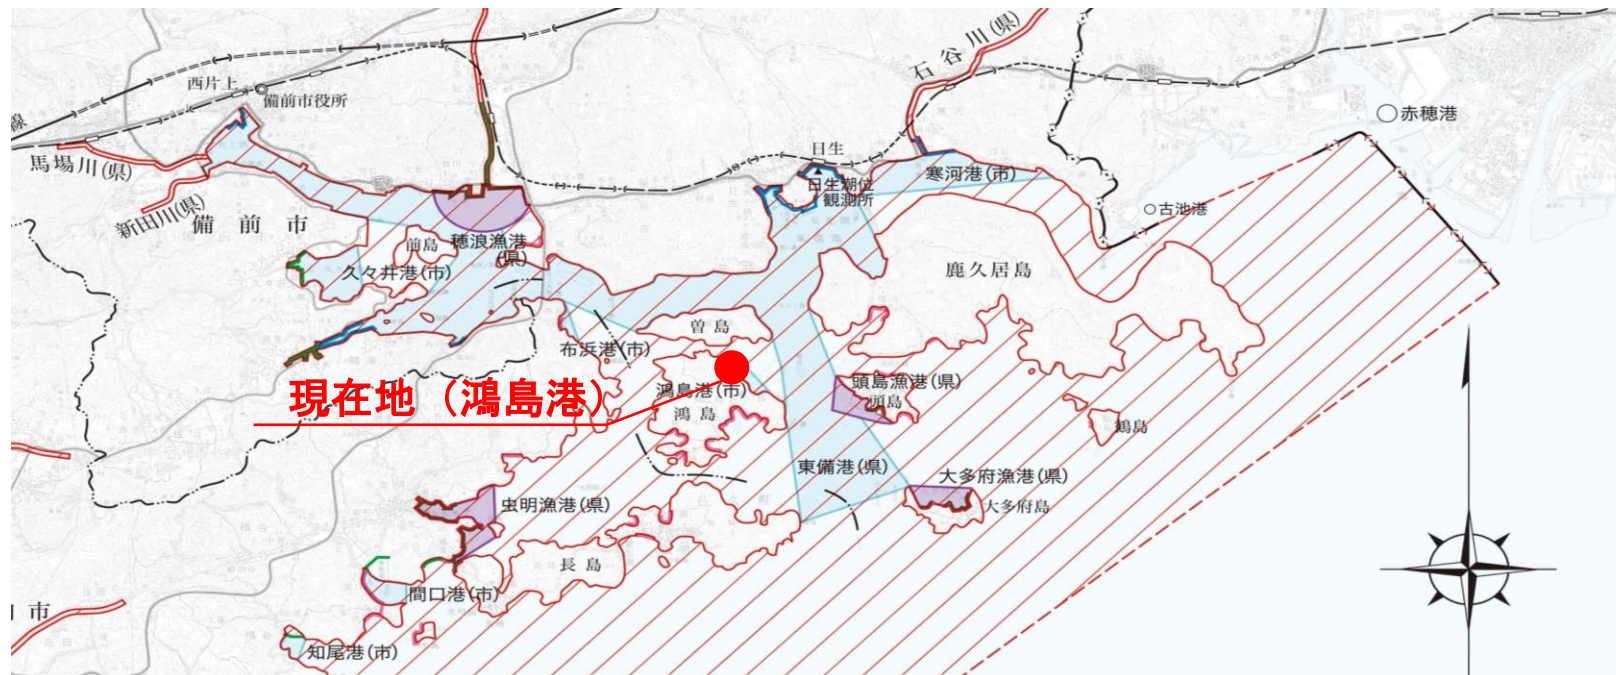 石谷川(県)
西片上
備前市役所
線
馬場川(県)
新田川(県)
備前市
赤穂港
日生
日生潮位
観測所
寒河港(市)
古池港
前島
穂浪漁港
(県)
久々井港(市)
鹿久居島
曽島
布浜港(市)
現在地（鴻島港）
鴻島港(市)
鴻島
頭島漁港(県)
頭島
鶴島
東備港(県)
大多府漁港(県)
大多府島
虫明漁港(県)
長島
間口港(市)
市
知尾港(市)